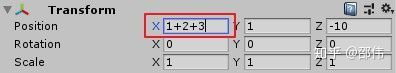 Transform
Position X 1+2+3 Y 1 Z -10
Rotation X 0 Y 0 Z 0
Scale X 1 Y 1 Z 1
知乎 @邵伟